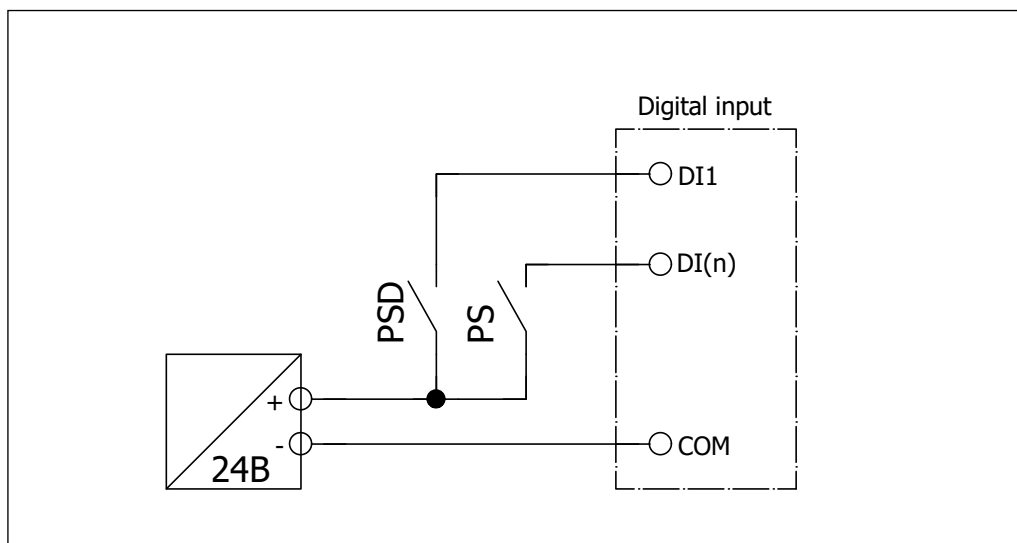 Digital input
DI1
DI(n)
PSD
PS
+
-
24В
COM